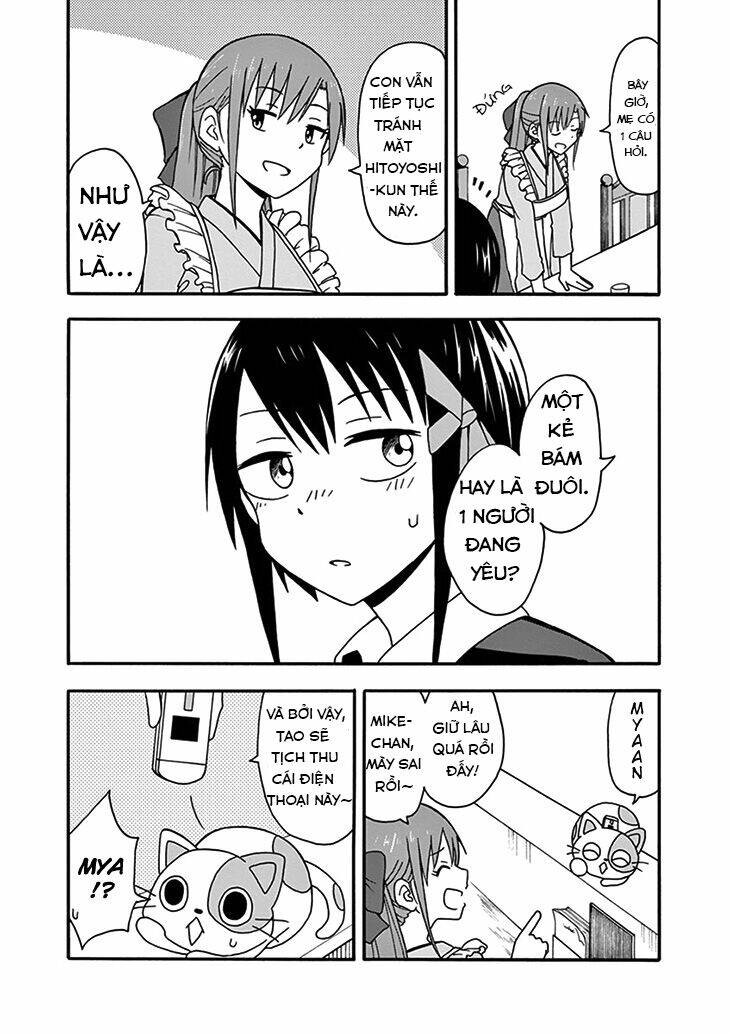 BÂY
GIỜ,
MẸ CÓ
1 CÂU
HỎI.
ĐỨNG
CON VẪN
TIẾP TỤC
TRÁNH
MẶT
HITOYOSHI
-KUN THẾ
NÀY.
NHƯ
VẬY
LÀ...
MỘT
KẺ
BÁM
ĐUÔI.
HAY LÀ
1 NGƯỜI
ĐANG
YÊU?
MYAAN
AH,
GIỮ LÂU
QUÁ RỒI
ĐẤY!
MIKE-
CHAN,
MÀY SAI
RỒI~
VÀ BỞI VẬY,
TAO SẼ
TỊCH THU
CÁI ĐIỆN
THOẠI NÀY~
MYA
!?